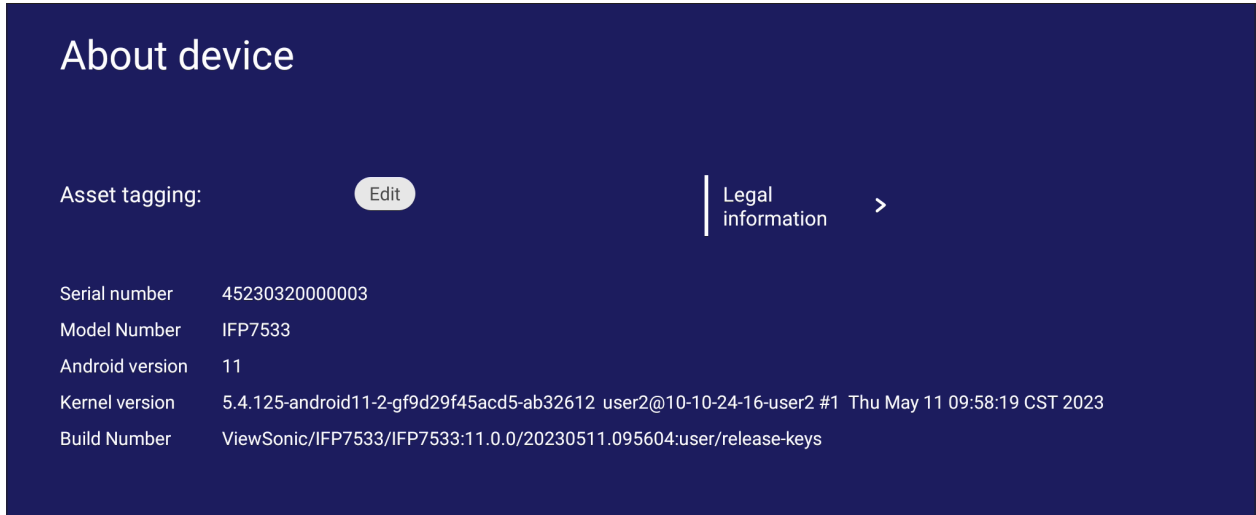 About device
Asset tagging:
Edit
Legal
information
Serial number 45230320000003
Model Number IFP7533
Android version 11
Kernel version 5.4.125-android11-2-gf9d29f45acd5-ab32612 user2@10-10-24-16-user2 #1 Thu May 11 09:58:19 CST 2023
Build Number ViewSonic/IFP7533/IFP7533:11.0.0/20230511.095604:user/release-keys